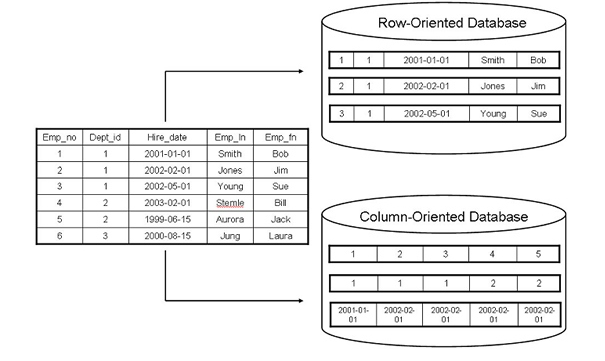 Row-Oriented Database
1 1 2001-01-01 Smith Bob
2 1 2002-02-01 Jones Jim
3 1 2002-05-01 Young Sue
Emp_no Dept_id Hire_date Emp_ln Emp_fn
1 1 2001-01-01 Smith Bob
2 1 2002-02-01 Jones Jim
3 1 2002-05-01 Young Sue
4 2 2003-02-01 Stemle Bill
5 2 1999-06-15 Aurora Jack
6 3 2000-08-15 Jung Laura
Column-Oriented Database
1 2 3 4 5
1 1 1 2 2
2001-01- 2002-02- 2002-02- 2002-02- 2002-02-
01 01 01 01 01